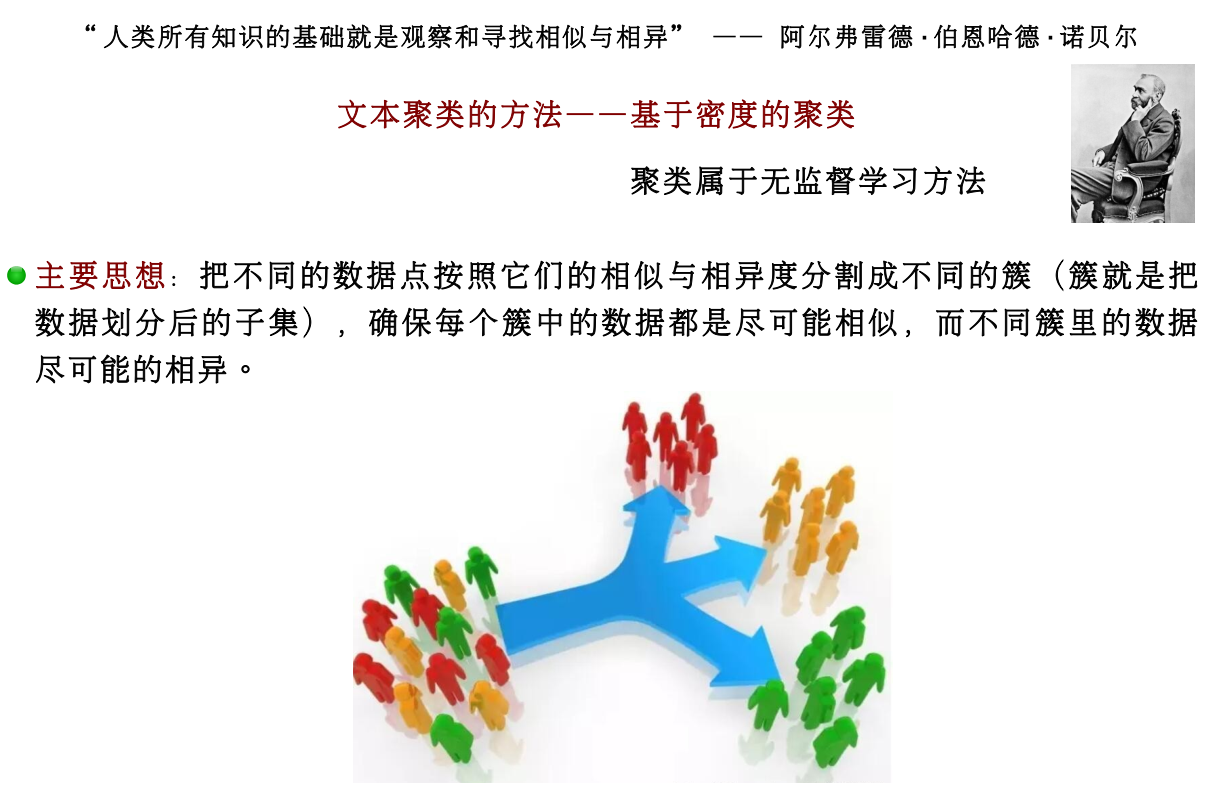 “人类所有知识的基础就是观察和寻找相似与相异” —— 阿尔弗雷德·伯恩哈德·诺贝尔
文本聚类的方法——基于密度的聚类
聚类属于无监督学习方法
主要思想：把不同的数据点按照它们的相似与相异度分割成不同的簇（簇就是把
数据划分后的子集），确保每个簇中的数据都是尽可能相似，而不同簇里的数据
尽可能的相异。